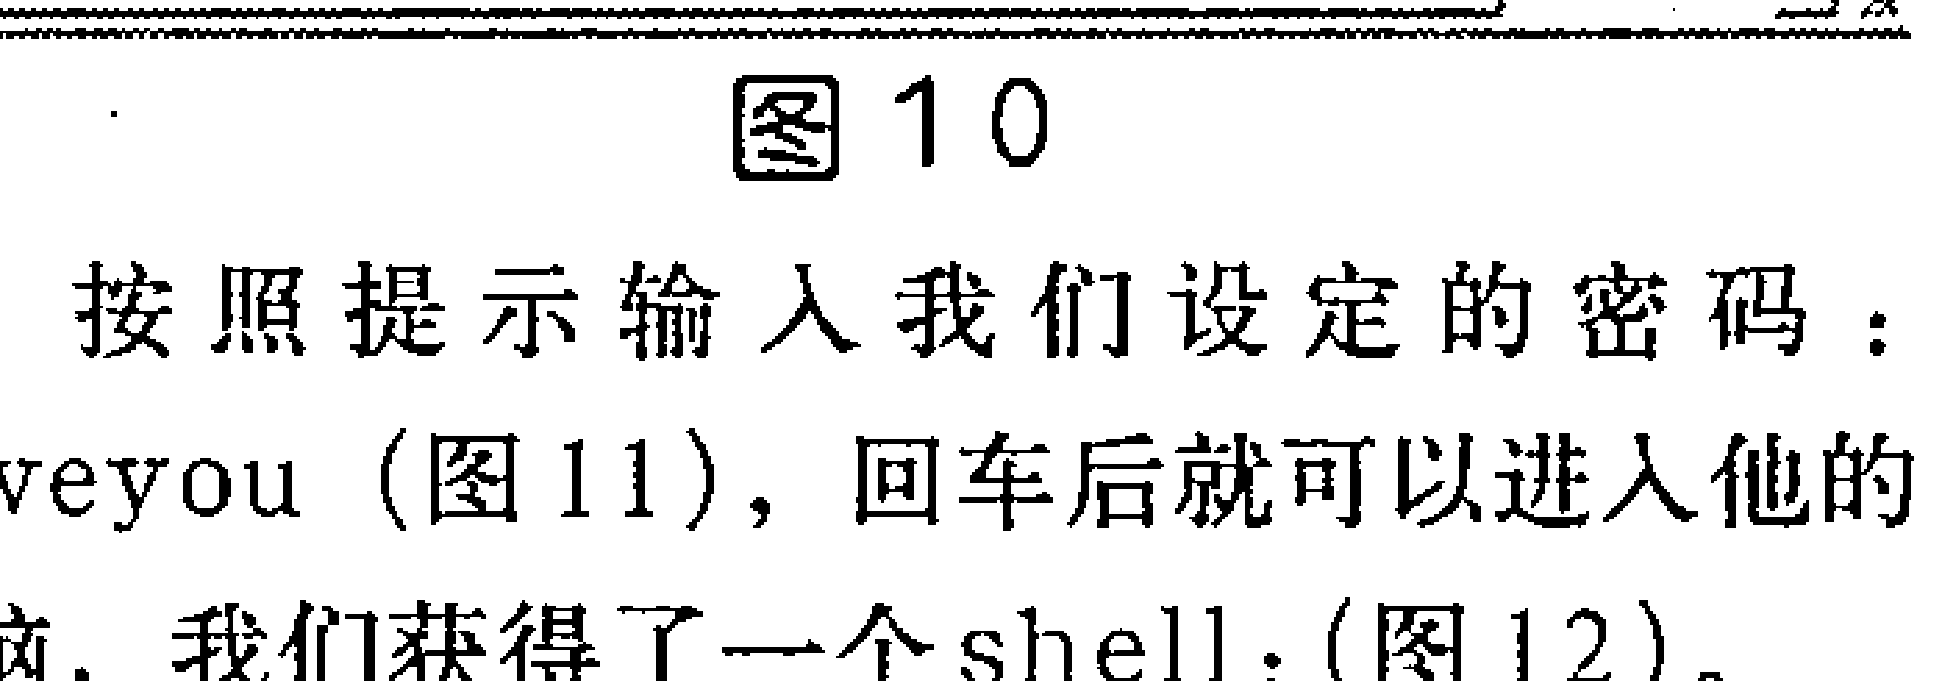 图10
按照提示输入我们设定的密码：
veyou（图11），回车后就可以进入他的
脑，我们获得了一个shell：（图12）。